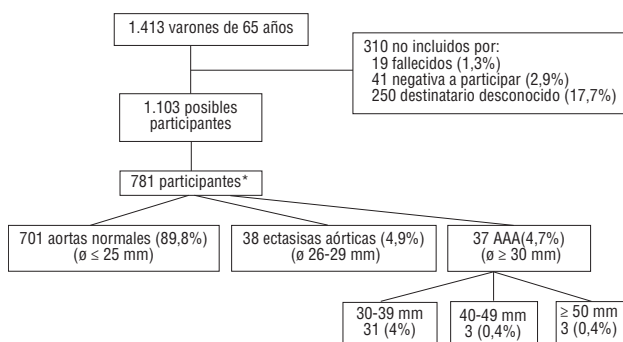 1.413 varones de 65 años
310 no incluidos por:
19 fallecidos (1,3%)
41 negativa a participar (2,9%)
250 destinatario desconocido (17,7%)
1.103 posibles
participantes
781 participantes*
701 aortas normales (89,8%)
(ø ≤ 25 mm)
38 ectasisas aórticas (4,9%)
(ø 26-29 mm)
37 AAA(4,7%)
(ø ≥ 30 mm)
30-39 mm
31 (4%)
40-49 mm
3 (0,4%)
≥ 50 mm
3 (0,4%)